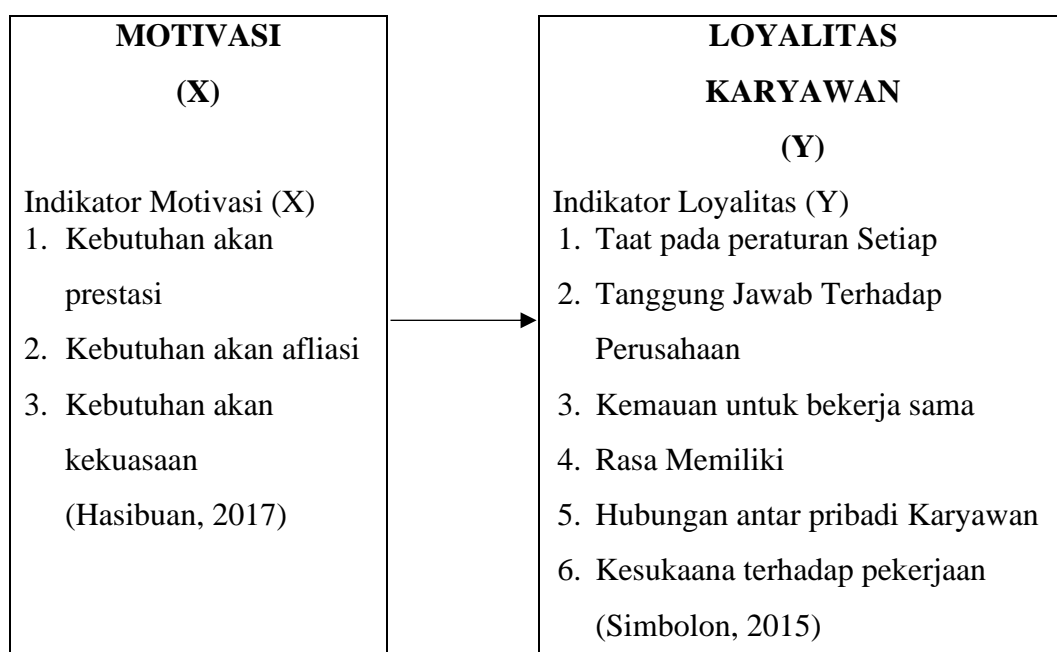 MOTIVASI
(X)
Indikator Motivasi (X)
1. Kebutuhan akan
prestasi
2. Kebutuhan akan afliasi
3. Kebutuhan akan
kekuasaan
(Hasibuan, 2017)
LOYALITAS
KARYAWAN
(Y)
Indikator Loyalitas (Y)
1. Taat pada peraturan Setiap
2. Tanggung Jawab Terhadap
Perusahaan
3. Kemauan untuk bekerja sama
4. Rasa Memiliki
5. Hubungan antar pribadi Karyawan
6. Kesukaana terhadap pekerjaan
(Simbolon, 2015)